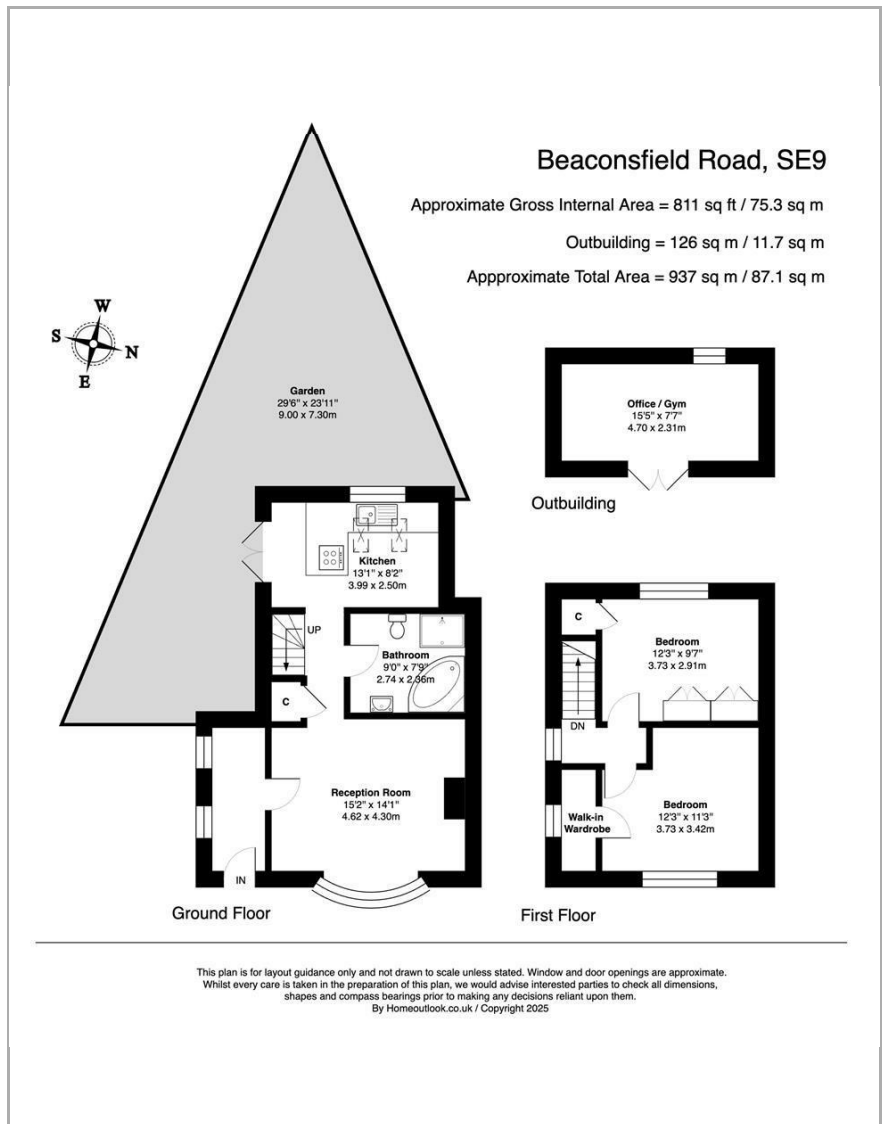 Beaconsfield Road, SE9
Approximate Gross Internal Area = 811 sq ft / 75.3 sq m
Outbuilding = 126 sq m / 11.7 sq m
Appproximate Total Area = 937 sq m / 87.1 sq m
W
S
N
E
Garden
29'6" x 23'11"
9.00 x 7.30m
Office / Gym
15'5" x 7'7"
4.70 x 2.31m
Outbuilding
Kitchen
13'1" x 8'2"
3.99 x 2.50m
UP
Bathroom
9'0" x 7'9"
2.74 x 2.36m
C
Reception Room
15'2" x 14'1"
4.62 x 4.30m
IN
Ground Floor
C
Bedroom
12'3" x 9'7"
3.73 x 2.91m
DN
Walk-in
Wardrobe
Bedroom
12'3" x 11'3"
3.73 x 3.42m
First Floor
This plan is for layout guidance only and not drawn to scale unless stated. Window and door openings are approximate.
Whilst every care is taken in the preparation of this plan, we would advise interested parties to check all dimensions,
shapes and compass bearings prior to making any decisions reliant upon them.
By Homeoutlook.co.uk / Copyright 2025